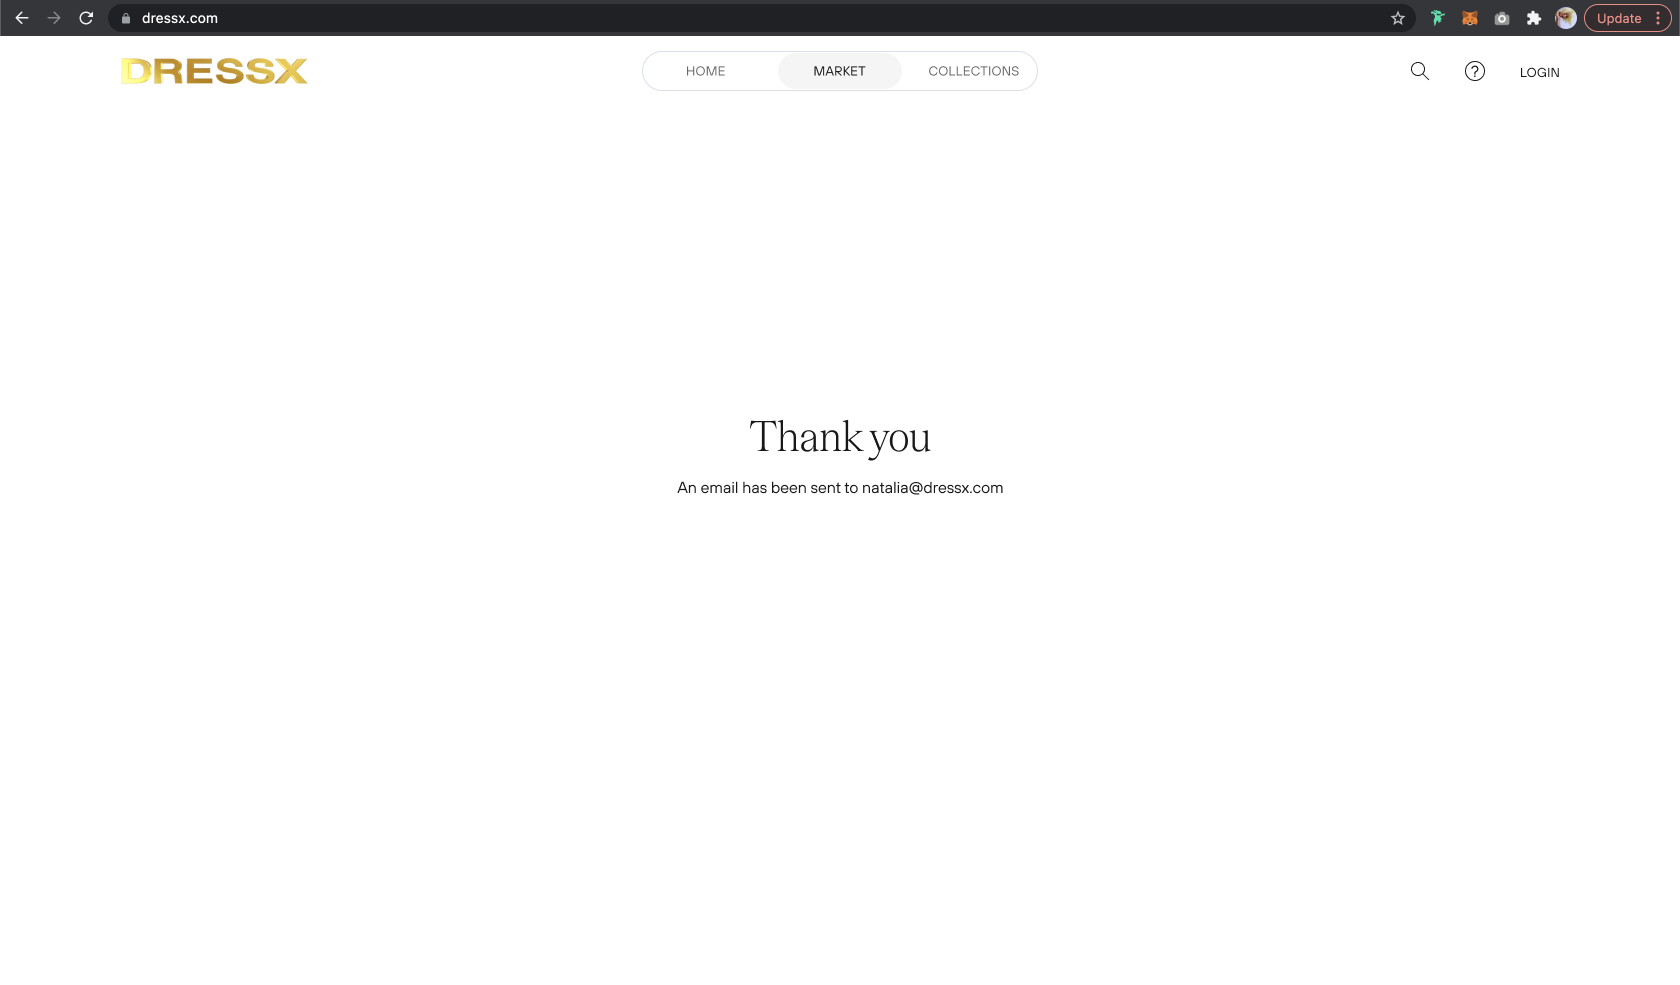 dressx.com
Update
DRESSX
HOME
MARKET
COLLECTIONS
?
LOGIN
Thank you
An email has been sent to natalia@dressx.com